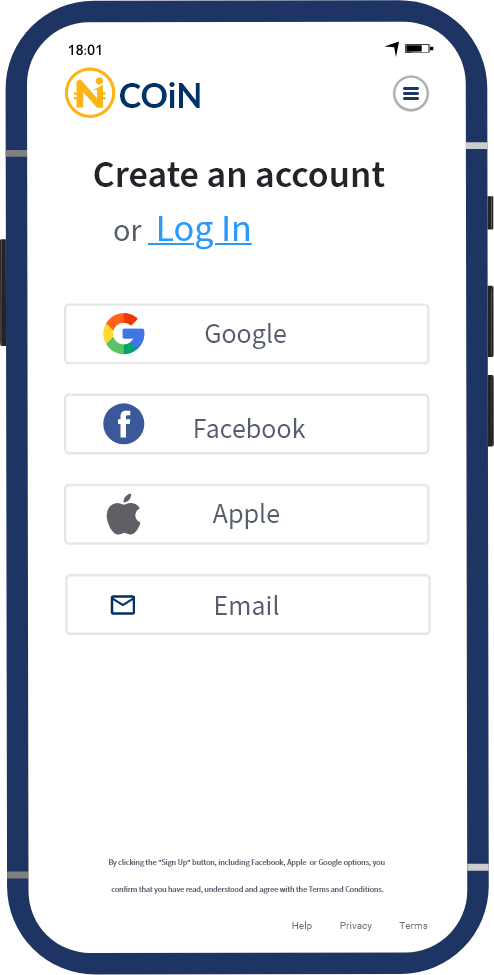 18:01
COiN
Create an account
or Log In
Google
Facebook
Apple
Email
By clicking the "Sign Up" button, including Facebook, Apple or Google options, you
confirm that you have read, understood and agree with the Terms and Conditions.
Help Privacy Terms